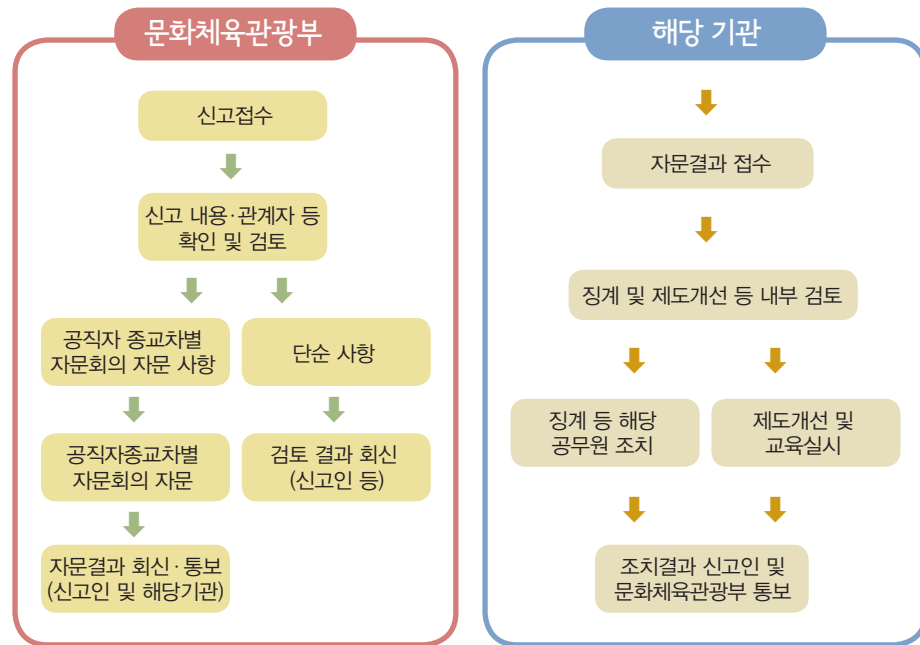 문화체육관광부
신고접수
신고 내용·관계자 등
확인 및 검토
공직자 종교차별
자문회의 자문 사항
단순 사항
공직자종교차별
자문회의 자문
검토 결과 회신
(신고인 등)
자문결과 회신·통보
(신고인 및 해당기관)
해당 기관
자문결과 접수
징계 및 제도개선 등 내부 검토
징계 등 해당
공무원 조치
제도개선 및
교육실시
조치결과 신고인 및
문화체육관광부 통보